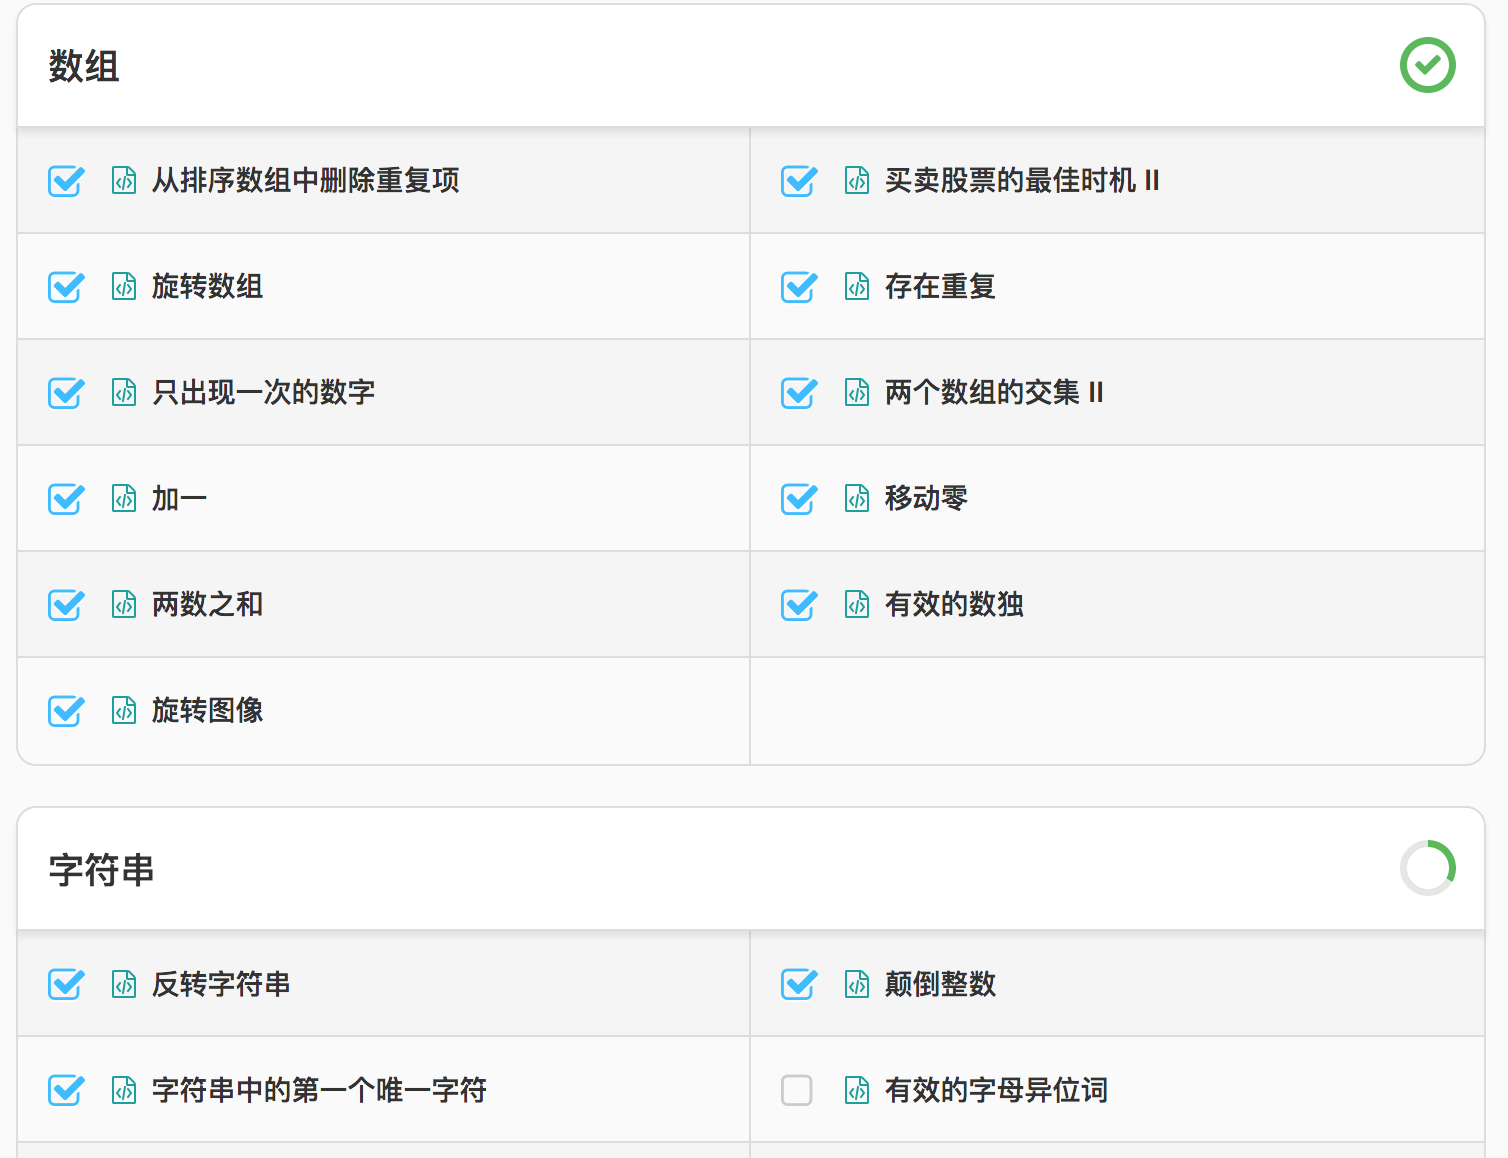 数组
从排序数组中删除重复项
买卖股票的最佳时机 II
旋转数组
存在重复
只出现一次的数字
两个数组的交集 II
加一
移动零
两数之和
有效的数独
旋转图像
字符串
反转字符串
颠倒整数
字符串中的第一个唯一字符
有效的字母异位词